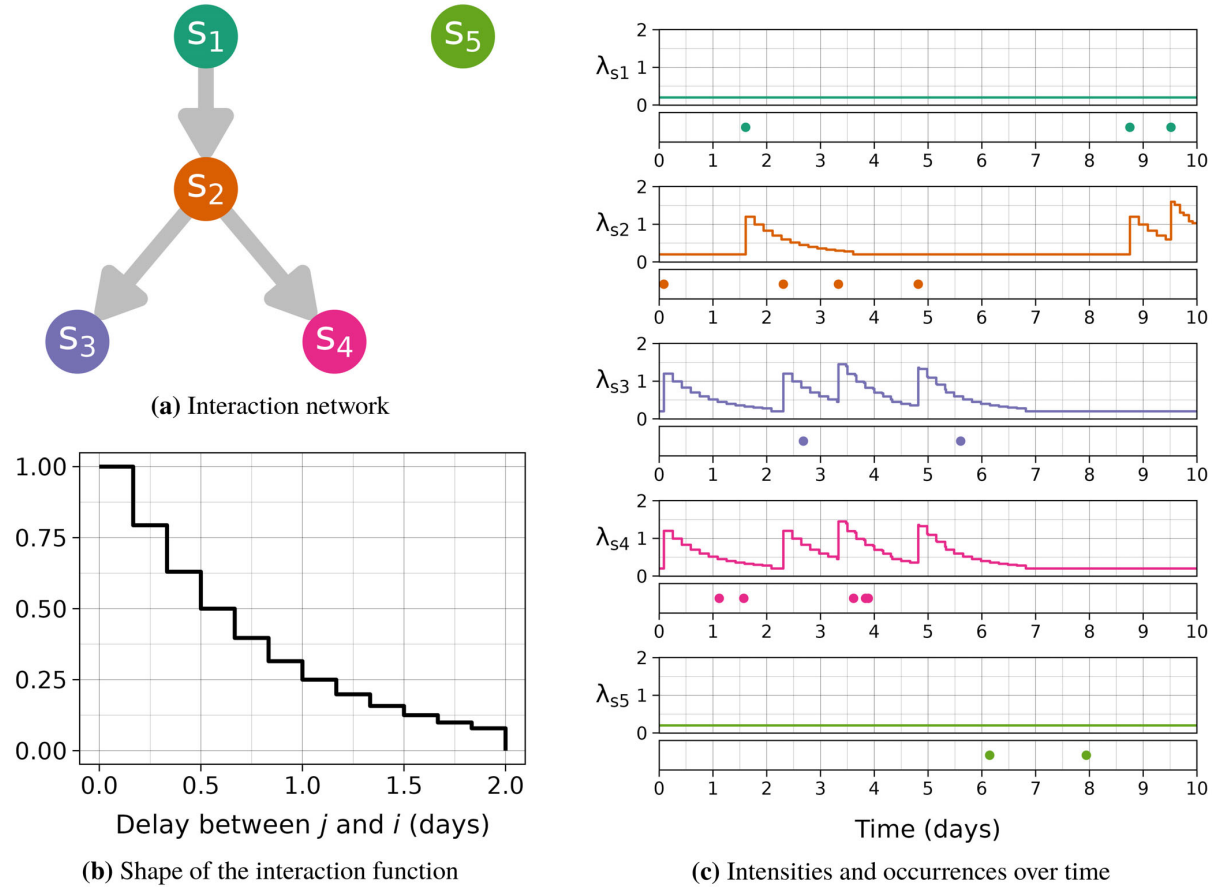 S1
S5
S2
S3
S4
(a) Interaction network
1.00
0.75
0.50
0.25
0.00
0.0 0.5 1.0 1.5 2.0
Delay between j and i (days)
(b) Shape of the interaction function
2
λs1 1
0
0 1 2 3 4 5 6 7 8 9 10
2
λs2 1
0
0 1 2 3 4 5 6 7 8 9 10
2
λs3 1
0
0 1 2 3 4 5 6 7 8 9 10
2
λs4 1
0
0 1 2 3 4 5 6 7 8 9 10
2
λs5 1
0
0 1 2 3 4 5 6 7 8 9 10
Time (days)
(c) Intensities and occurrences over time